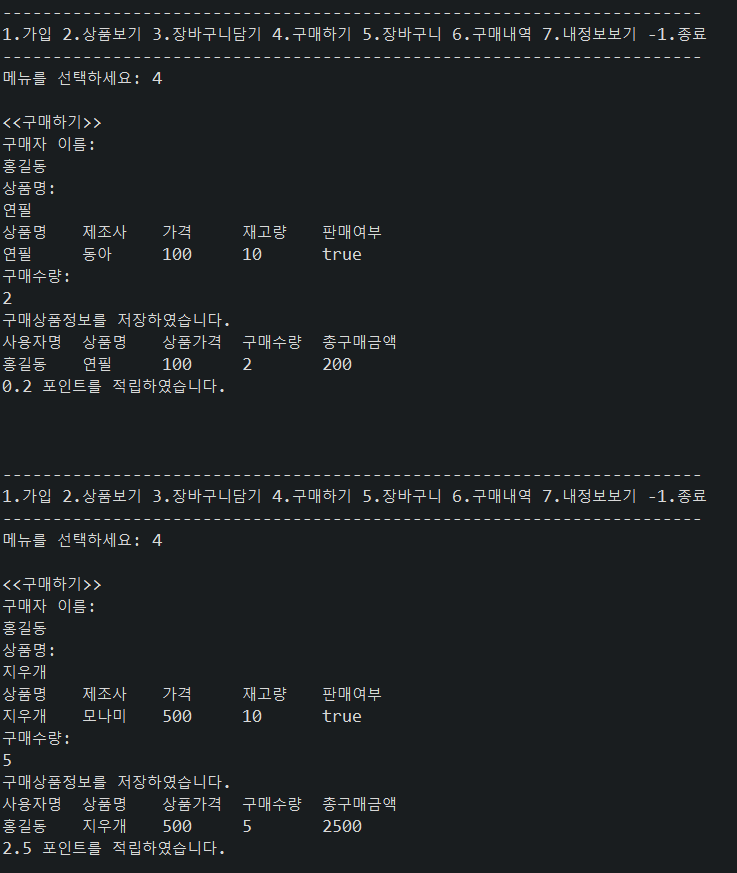 ----------------------------------------------------------------------
1.가입 2.상품보기 3.장바구니담기 4.구매하기 5.장바구니 6.구매내역 7.내정보보기 -1.종료
----------------------------------------------------------------------
메뉴를 선택하세요: 4
<<구매하기>>
구매자 이름:
홍길동
상품명:
연필
상품명 제조사 가격 재고량 판매여부
연필 동아 100 10 true
구매수량:
2
구매상품정보를 저장하였습니다.
사용자명 상품명 상품가격 구매수량 총구매금액
홍길동 연필 100 2 200
0.2 포인트를 적립하였습니다.
----------------------------------------------------------------------
1.가입 2.상품보기 3.장바구니담기 4.구매하기 5.장바구니 6.구매내역 7.내정보보기 -1.종료
----------------------------------------------------------------------
메뉴를 선택하세요: 4
<<구매하기>>
구매자 이름:
홍길동
상품명:
지우개
상품명 제조사 가격 재고량 판매여부
지우개 모나미 500 10 true
구매수량:
5
구매상품정보를 저장하였습니다.
사용자명 상품명 상품가격 구매수량 총구매금액
홍길동 지우개 500 5 2500
2.5 포인트를 적립하였습니다.